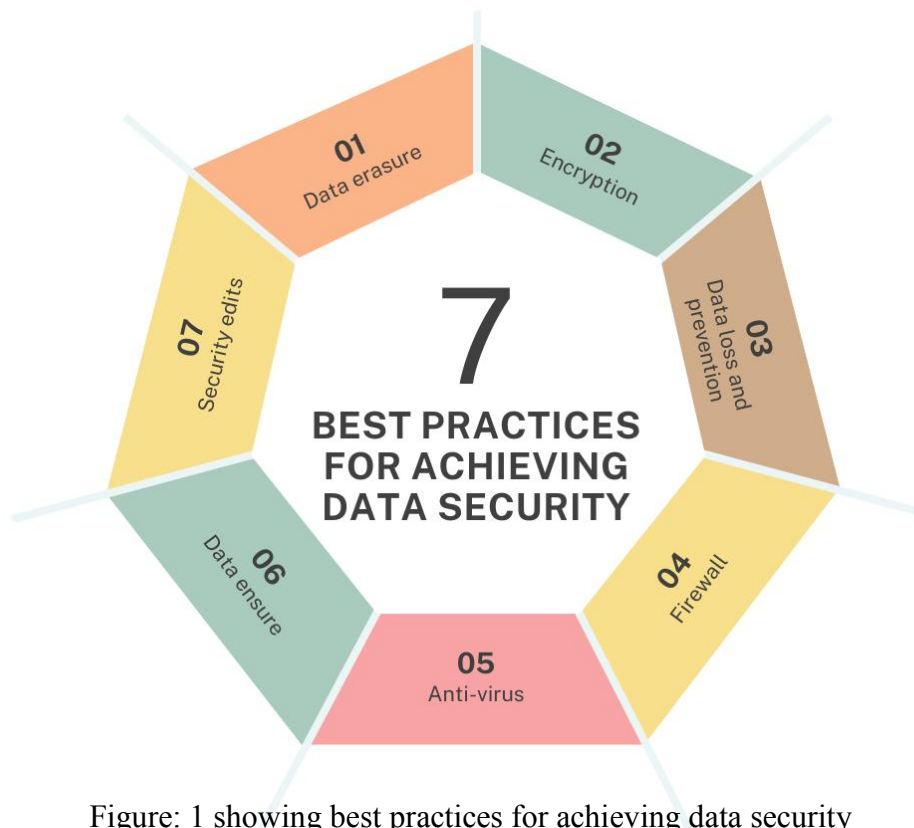 01
Data erasure
02
Encryption
03
Data loss and
prevention
04
Firewall
05
Anti-virus
06
Data ensure
07
Security edits
7
BEST PRACTICES
FOR ACHIEVING
DATA SECURITY
Figure: 1 showing best practices for achieving data security